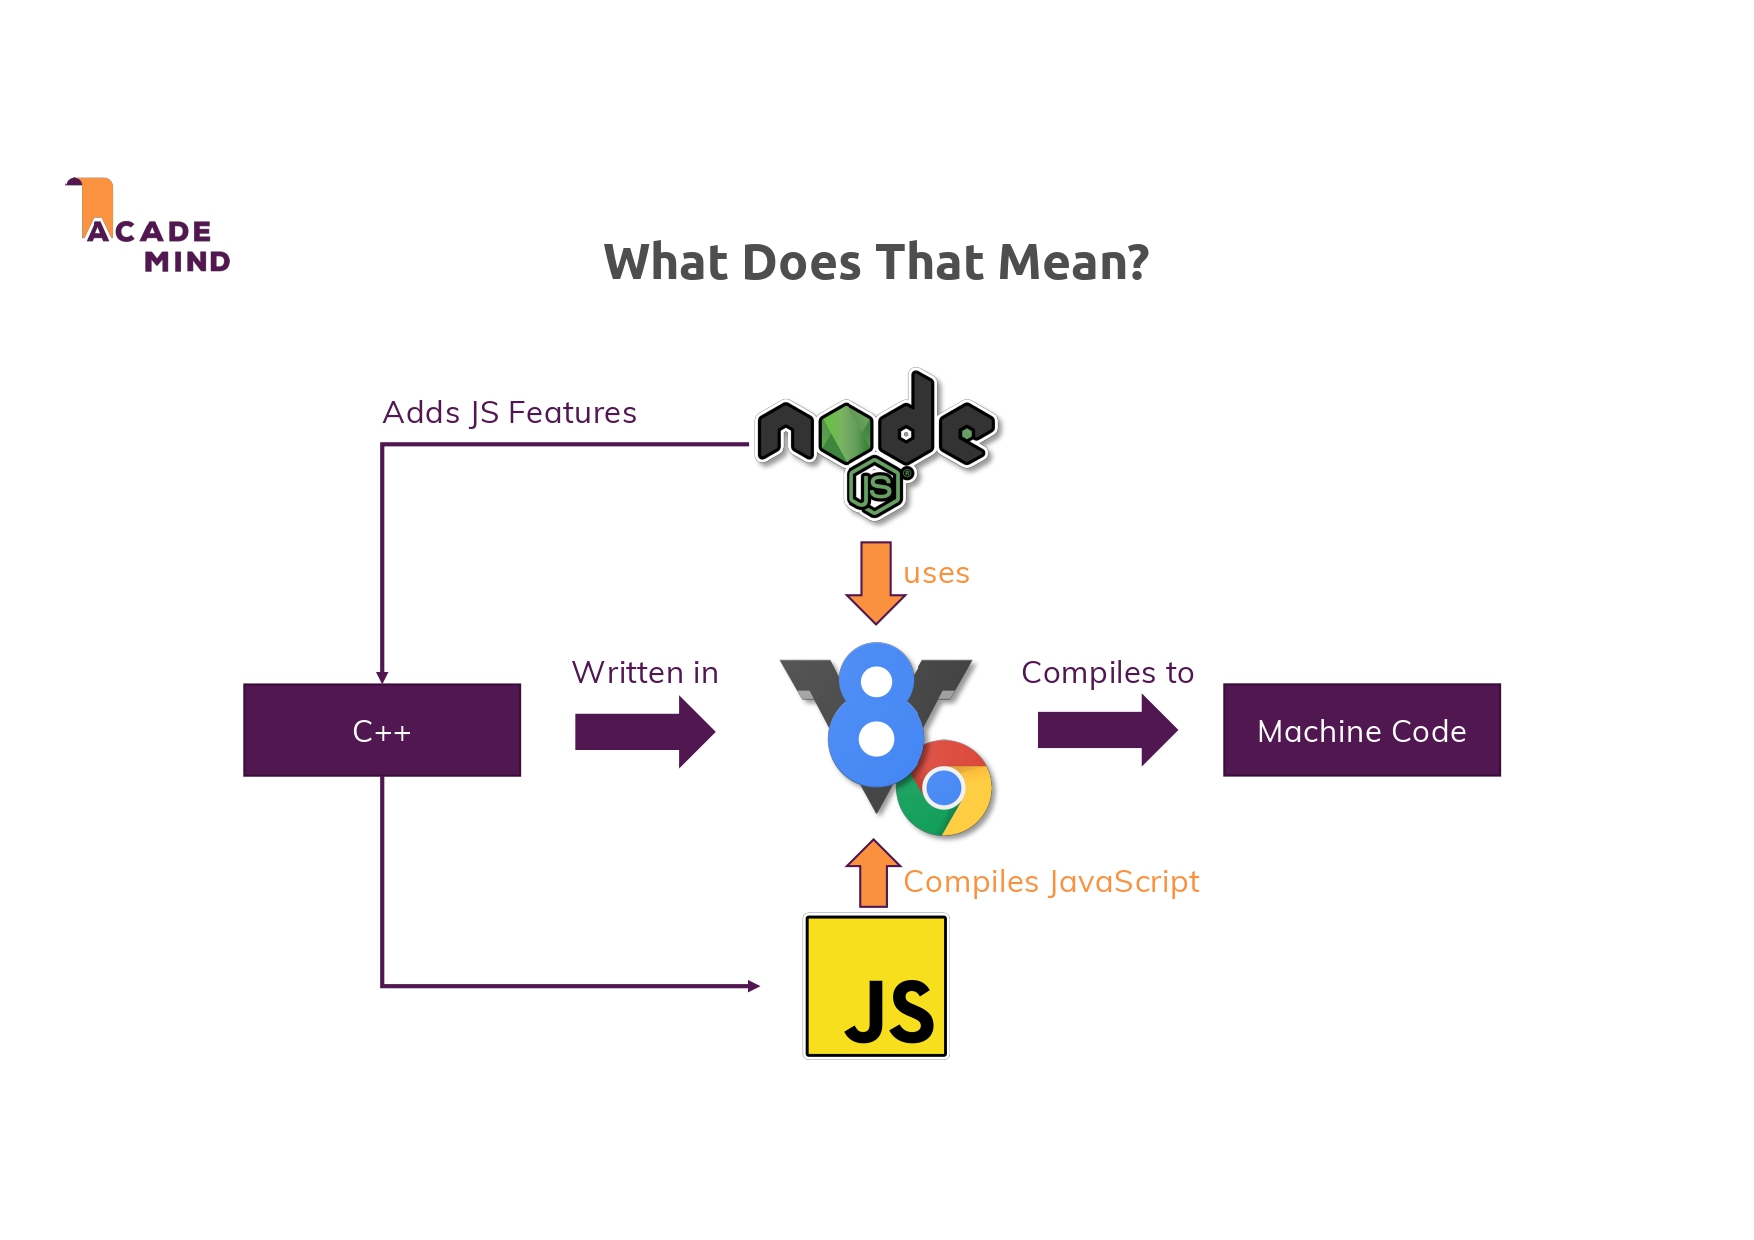 ACADE
MIND
What Does That Mean?
Adds JS Features
node
JS®
uses
Written in
V8
Compiles to
C++
Machine Code
Compiles JavaScript
JS